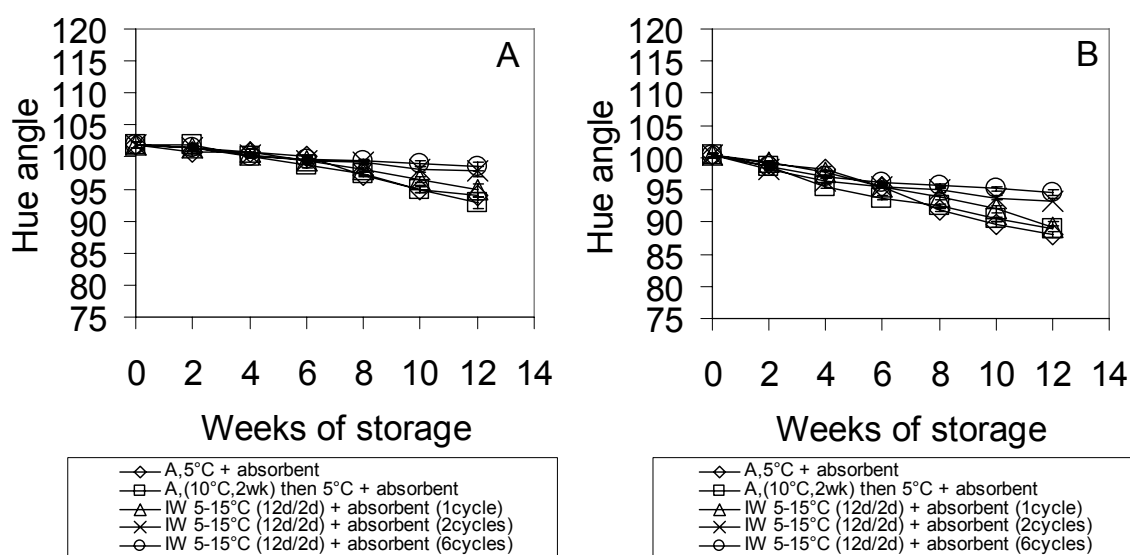 A
Hue angle
120
115
110
105
100
95
90
85
80
75
0 2 4 6 8 10 12 14
Weeks of storage
A,5°C + absorbent
A,(10°C,2wk) then 5°C + absorbent
IW 5-15°C (12d/2d) + absorbent (1cycle)
IW 5-15°C (12d/2d) + absorbent (2cycles)
IW 5-15°C (12d/2d) + absorbent (6cycles)
B
Hue angle
120
115
110
105
100
95
90
85
80
75
0 2 4 6 8 10 12 14
Weeks of storage
A,5°C + absorbent
A,(10°C,2wk) then 5°C + absorbent
IW 5-15°C (12d/2d) + absorbent (1cycle)
IW 5-15°C (12d/2d) + absorbent (2cycles)
IW 5-15°C (12d/2d) + absorbent (6cycles)